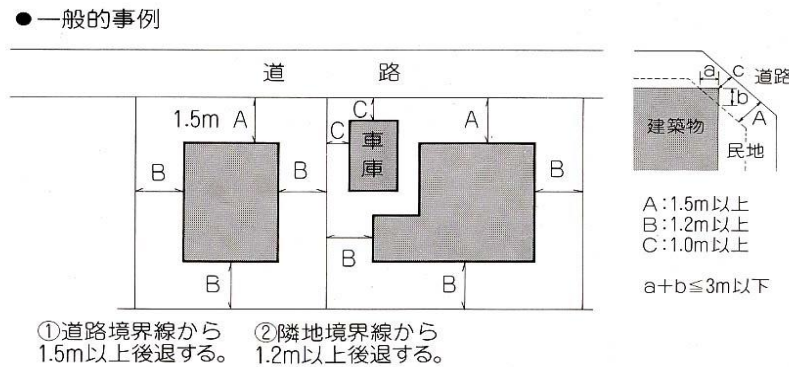 ●一般的事例
道 路
1.5m A
C
A
C
車庫
B
B
B
B
B
B
a
c
道路
b
A
建築物
民地
A:1.5m以上
B:1.2m以上
C:1.0m以上
a+b≦3m以下
①道路境界線から
1.5m以上後退する。
②隣地境界線から
1.2m以上後退する。